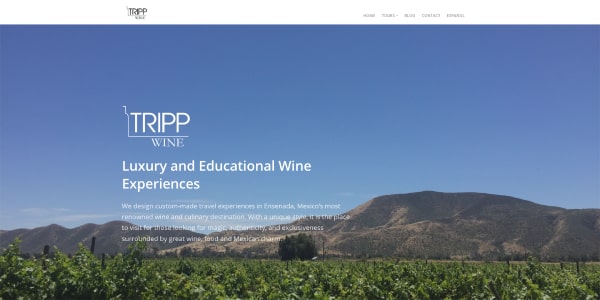 TRIPP
WINE
HOME TOURS BLOG CONTACT ESPAÑOL
TRIPP
WINE
Luxury and Educational Wine
Experiences
We design custom-made travel experiences in Ensenada, Mexico's most
renowned wine and culinary destination. With a unique style, it is the place
to visit for those looking for magic, authenticity, and exclusiveness
surrounded by great wine, food and Mexican charm.